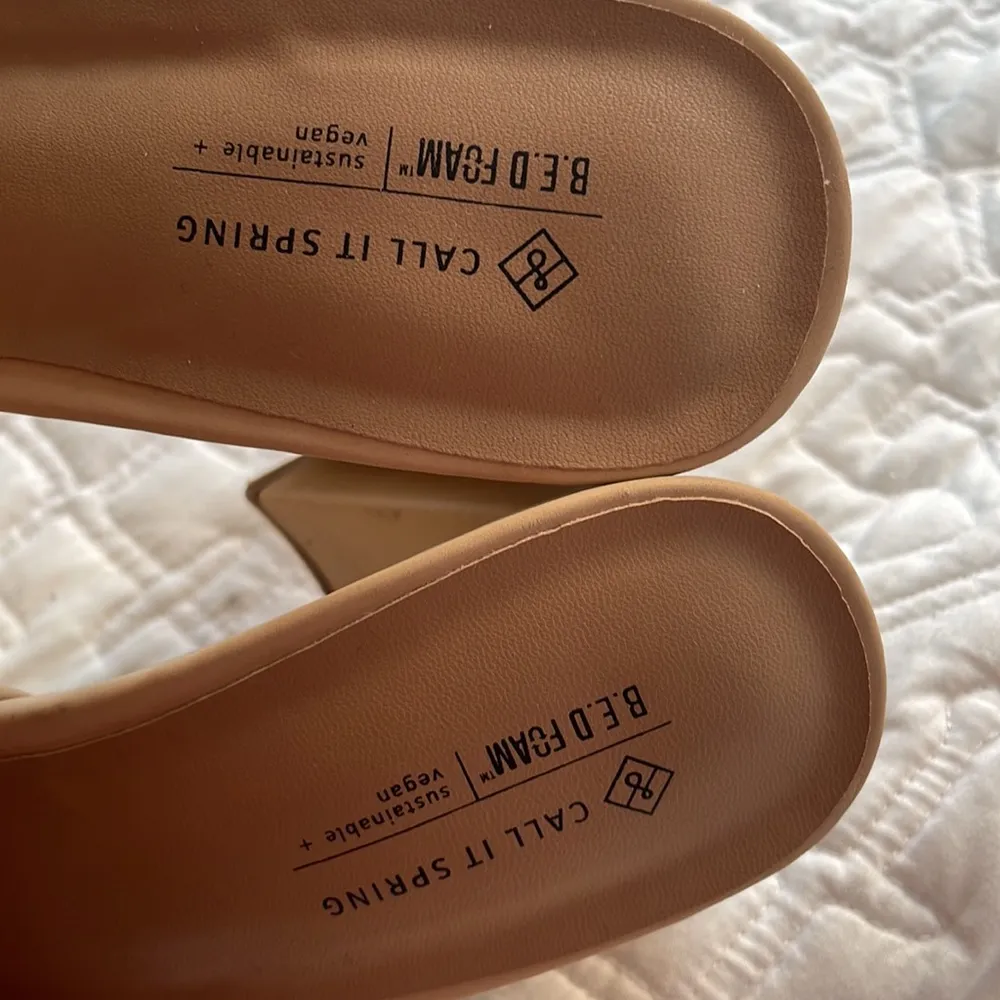 CALL IT SPRING
B.E.D FOAM™
sustainable +
vegan
CALL IT SPRING
B.E.D FOAM™
sustainable +
vegan